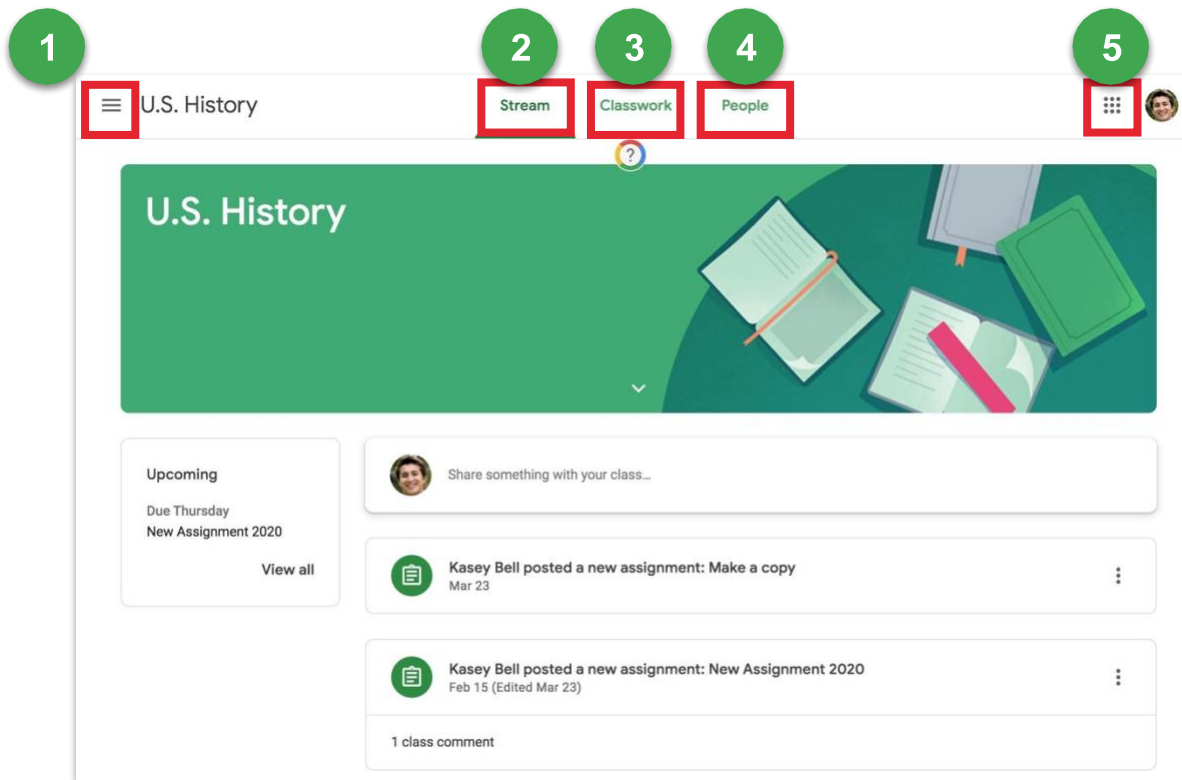 1
2
3
4
5
U.S. History
Stream
Classwork
People
?
U.S. History
Upcoming
Due Thursday
New Assignment 2020
View all
Share something with your class...
Kasey Bell posted a new assignment: Make a copy
Mar 23
Kasey Bell posted a new assignment: New Assignment 2020
Feb 15 (Edited Mar 23)
1 class comment